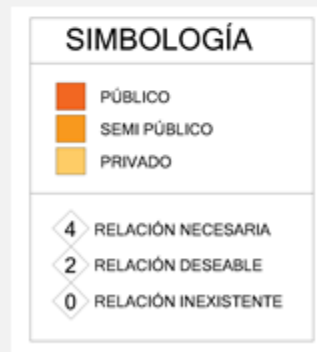 SIMBOLOGÍA
PÚBLICO
SEMI PÚBLICO
PRIVADO
4 RELACIÓN NECESARIA
2 RELACIÓN DESEABLE
0 RELACIÓN INEXISTENTE